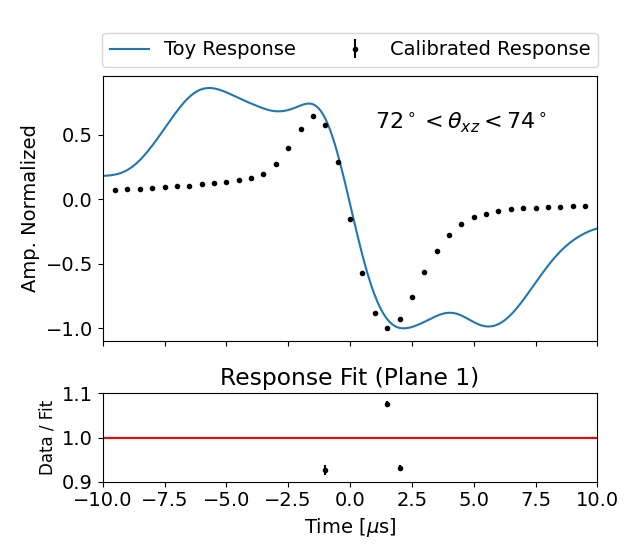 Toy Response
Calibrated Response
72° < θxz < 74°
Amp. Normalized
0.5
0.0
−0.5
−1.0
Response Fit (Plane 1)
Data / Fit
1.1
1.0
0.9
−10.0 −7.5 −5.0 −2.5 0.0 2.5 5.0 7.5 10.0
Time [μs]